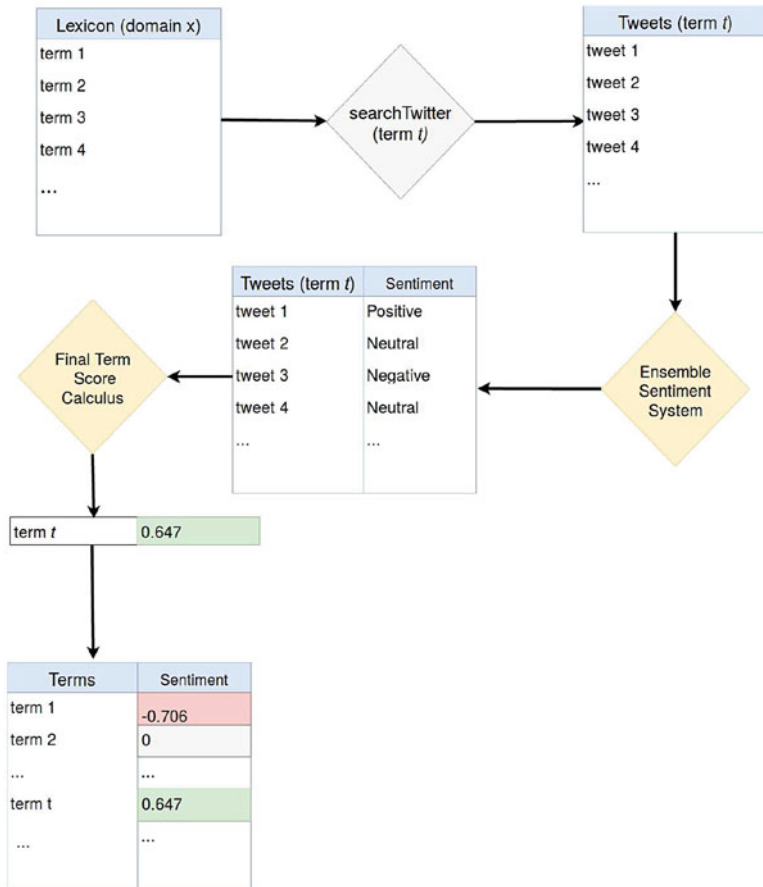 Lexicon (domain x)
term 1
term 2
term 3
term 4
...
searchTwitter
(term t)
Tweets (term t)
tweet 1
tweet 2
tweet 3
tweet 4
...
Ensemble
Sentiment
System
Tweets (term t) Sentiment
tweet 1 Positive
tweet 2 Neutral
tweet 3 Negative
tweet 4 Neutral
... ...
Final Term
Score
Calculus
term t 0.647
Terms Sentiment
term 1 -0.706
term 2 0
... ...
term t 0.647
... ...